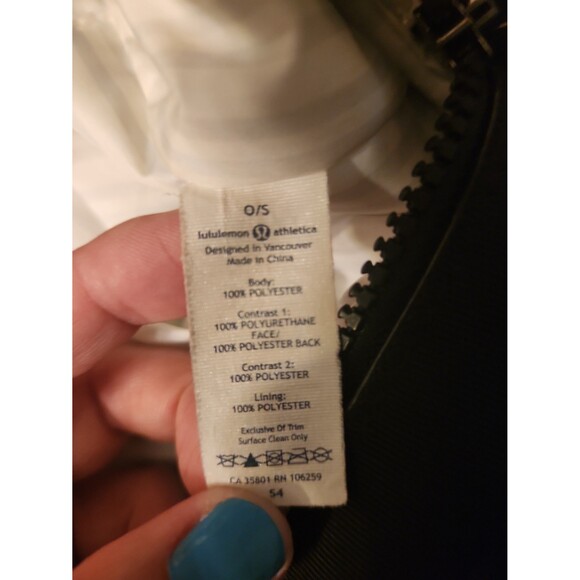 O/S
lululemon athletica
Designed in Vancouver
Made in China
Body:
100% POLYESTER
Contrast 1:
100% POLYURETHANE
FACE/
100% POLYESTER BACK
Contrast 2:
100% POLYESTER
Lining:
100% POLYESTER
Exclusive Of Trim
Surface Clean Only
CA 35801 RN 106259
S4